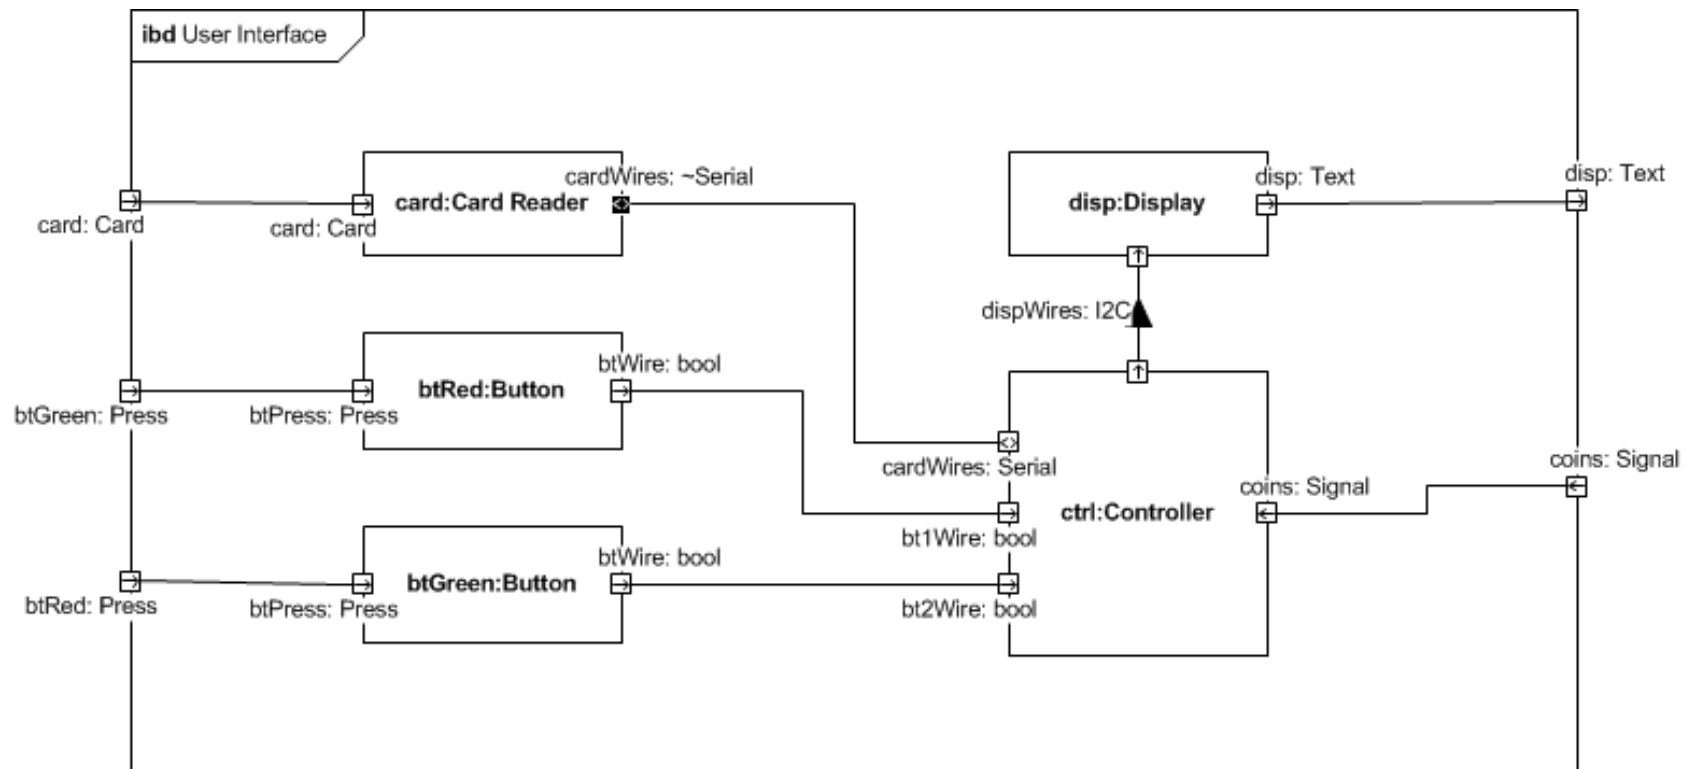 ibd User Interface
cardWires: ~Serial
card:Card Reader
card: Card
card: Card
disp:Display
disp: Text
disp: Text
dispWires: I2C
btWire: bool
btRed:Button
btGreen: Press
btPress: Press
cardWires: Serial
coins: Signal
coins: Signal
ctrl:Controller
bt1Wire: bool
btWire: bool
btGreen:Button
btRed: Press
btPress: Press
bt2Wire: bool